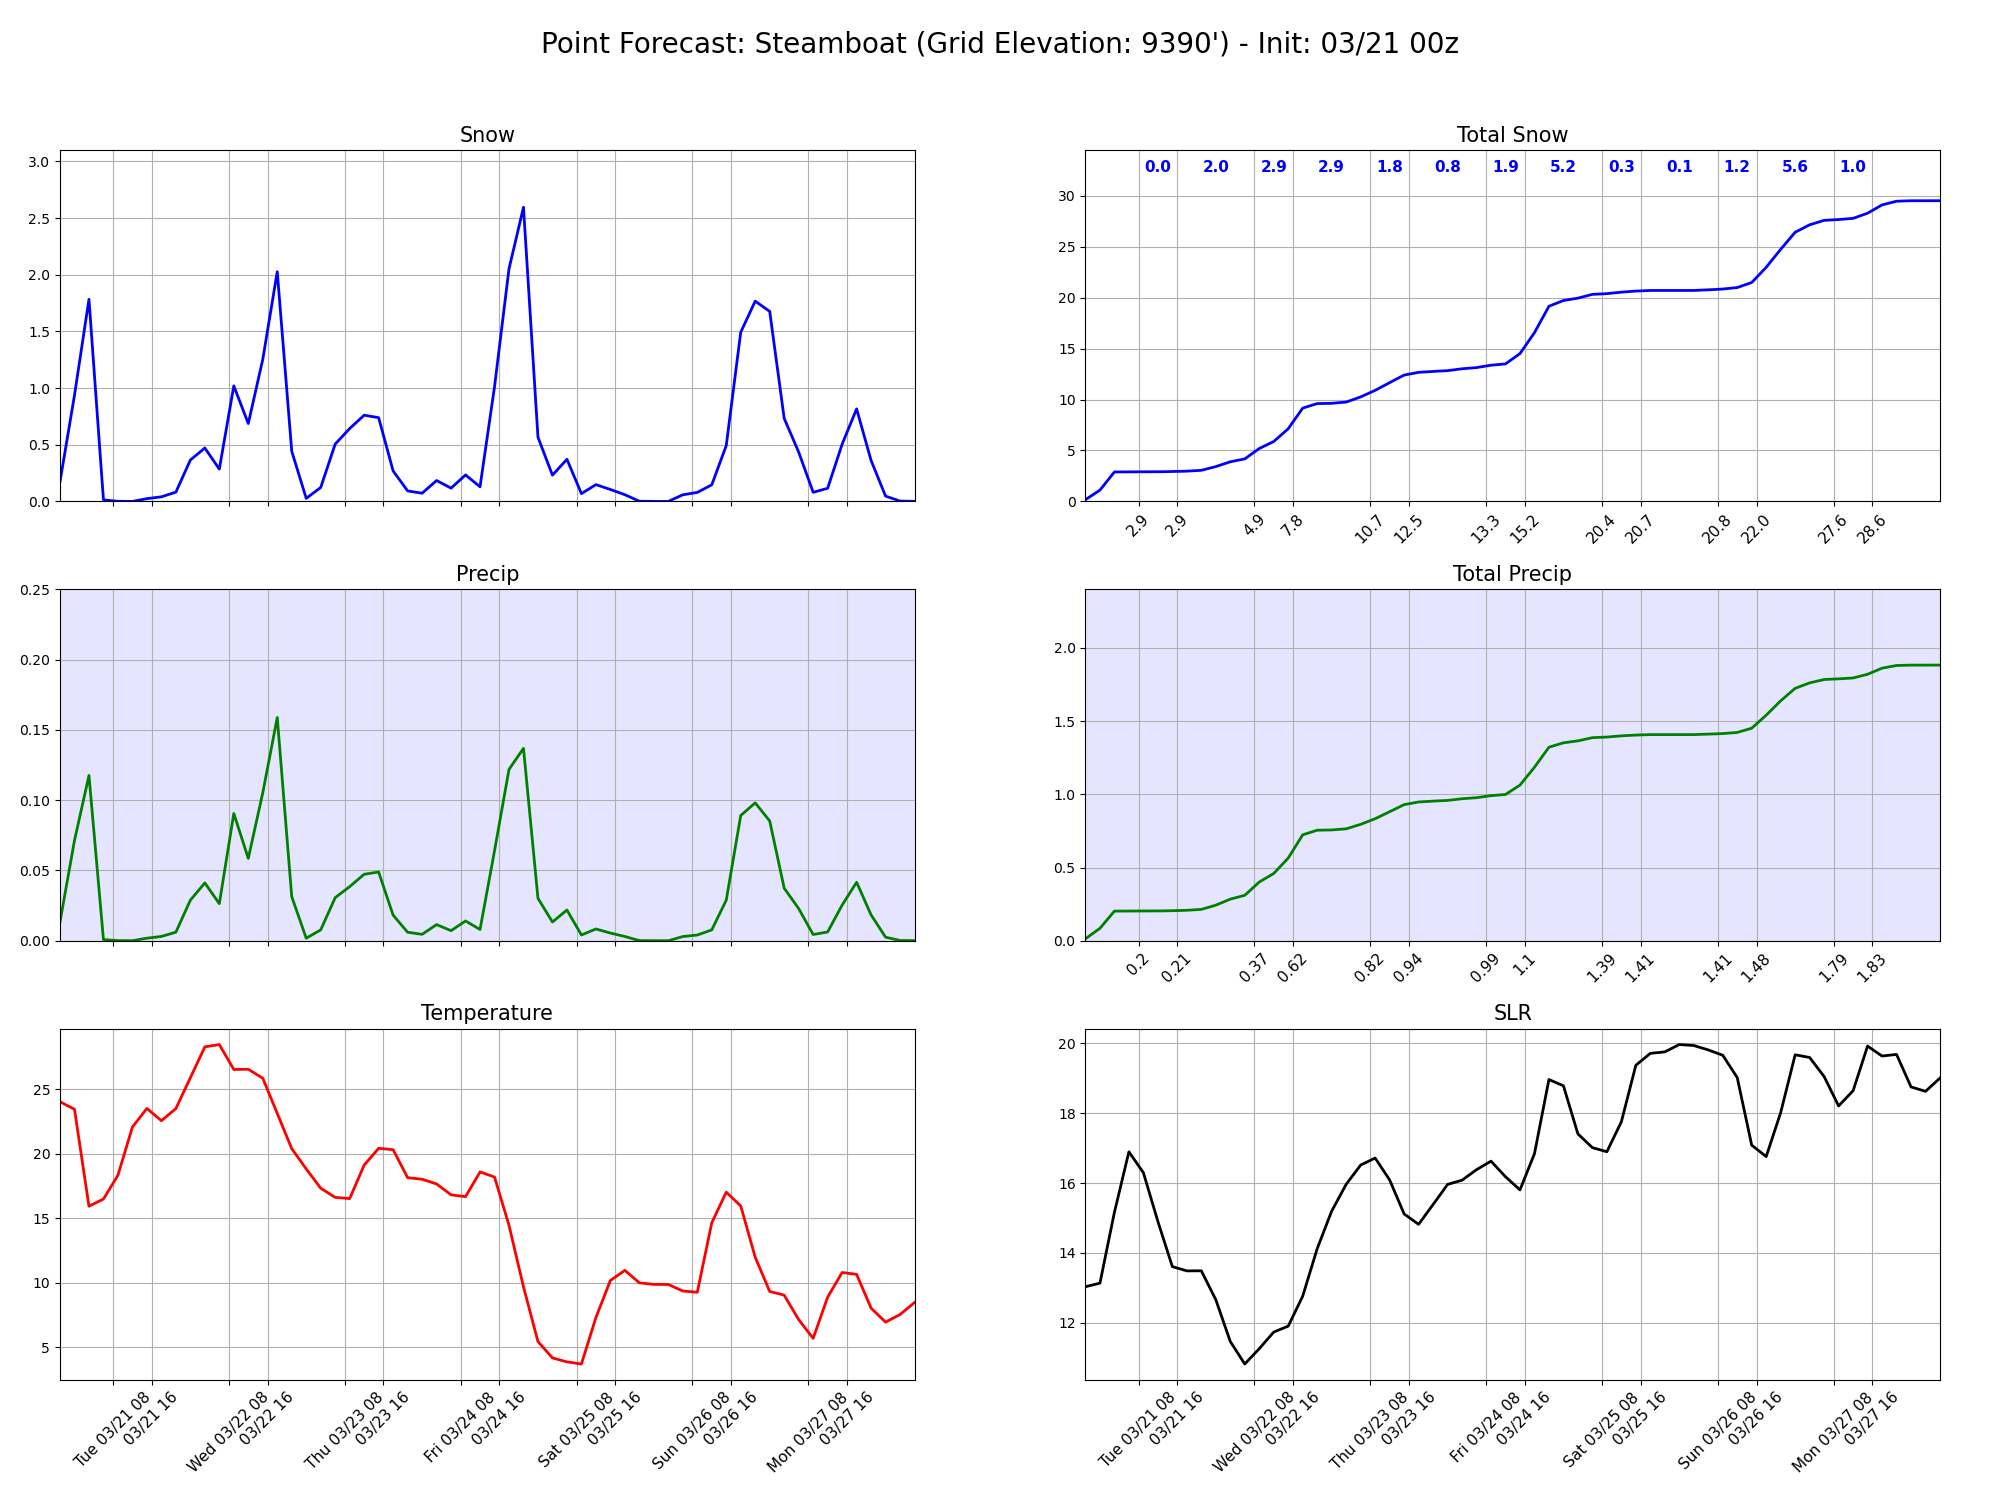 Point Forecast: Steamboat (Grid Elevation: 9390') - Init: 03/21 00z
Snow
3.0
2.5
2.0
1.5
1.0
0.5
0.0
Total Snow
0.0 2.0 2.9 2.9 1.8 0.8 1.9 5.2 0.3 0.1 1.2 5.6 1.0
30
25
20
15
10
5
0
2.9 2.9 4.9 7.8 10.7 12.5 13.3 15.2 20.4 20.7 20.8 22.0 27.6 28.6
Precip
0.25
0.20
0.15
0.10
0.05
0.00
Total Precip
2.0
1.5
1.0
0.5
0.0
0.2 0.21 0.37 0.62 0.82 0.94 0.99 1.1 1.39 1.41 1.41 1.48 1.79 1.83
Temperature
25
20
15
10
5
Tue 03/21 08
03/21 16
Wed 03/22 08
03/22 16
Thu 03/23 08
03/23 16
Fri 03/24 08
03/24 16
Sat 03/25 08
03/25 16
Sun 03/26 08
03/26 16
Mon 03/27 08
03/27 16
SLR
20
18
16
14
12
Tue 03/21 08
03/21 16
Wed 03/22 08
03/22 16
Thu 03/23 08
03/23 16
Fri 03/24 08
03/24 16
Sat 03/25 08
03/25 16
Sun 03/26 08
03/26 16
Mon 03/27 08
03/27 16